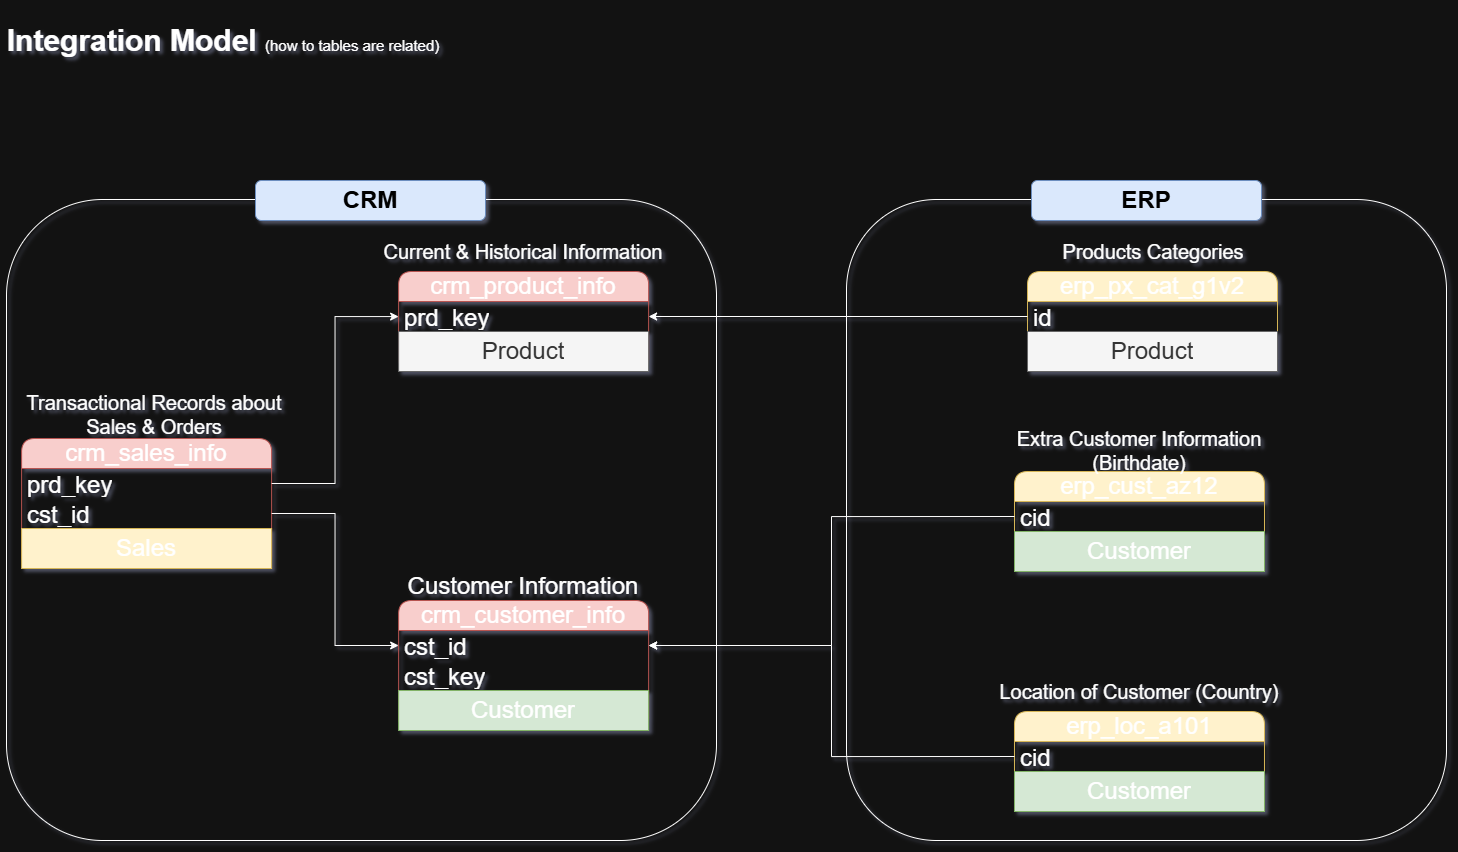 Integration Model (how to tables are related)
CRM
Current & Historical Information
crm_product_info
prd_key
Product
Transactional Records about
Sales & Orders
crm_sales_info
prd_key
cst_id
Sales
Customer Information
crm_customer_info
cst_id
cst_key
Customer
ERP
Products Categories
erp_px_cat_g1v2
id
Product
Extra Customer Information
(Birthdate)
erp_cust_az12
cid
Customer
Location of Customer (Country)
erp_loc_a101
cid
Customer